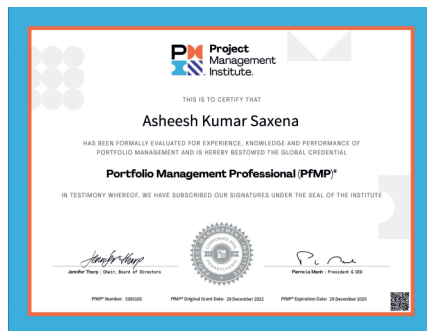 Project
Management
Institute.
THIS IS TO CERTIFY THAT
Asheesh Kumar Saxena
HAS BEEN FORMALLY EVALUATED FOR EXPERIENCE, KNOWLEDGE AND PERFORMANCE OF
PORTFOLIO MANAGEMENT AND IS HEREBY BESTOWED THE GLOBAL CREDENTIAL
Portfolio Management Professional (PfMP)®
IN TESTIMONY WHEREOF, WE HAVE SUBSCRIBED OUR SIGNATURES UNDER THE SEAL OF THE INSTITUTE
Jennifer Tharp | Chair, Board of Directors
Pierre Le Manh | President & CEO
PfMP® Original Grant Date: 29 December 2022
PfMP® Expiration Date: 29 December 2025